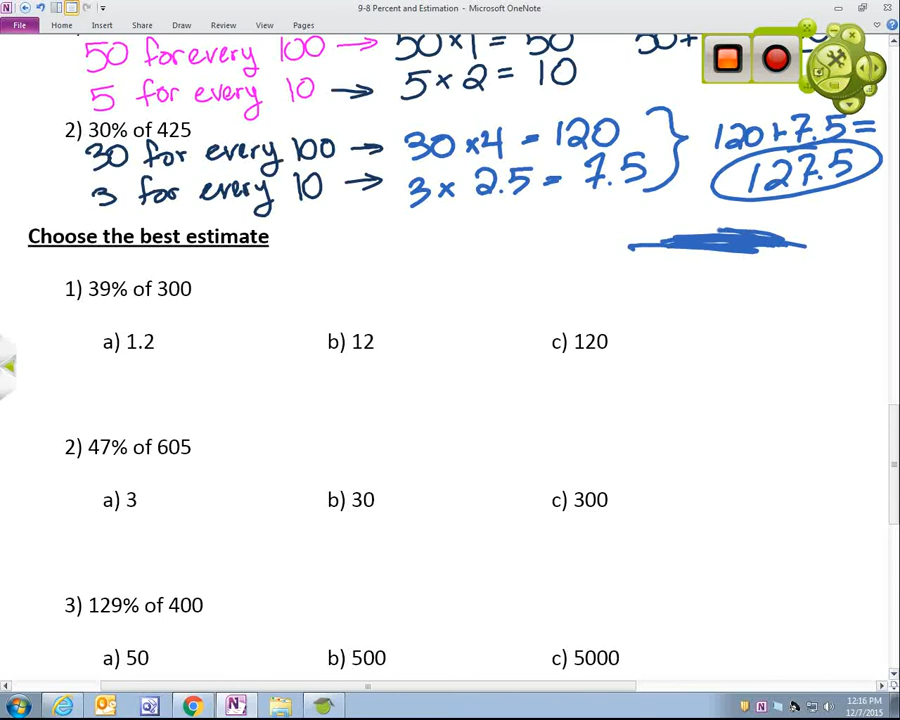 9-8 Percent and Estimation - Microsoft OneNote
File Home Insert Share Draw Review View Pages
50 for every 100 → 50 × 1 = 50 50+
5 for every 10 → 5 × 2 = 10
2) 30% of 425
30 for every 100 → 30 × 4 = 120 120 + 7.5 =
3 for every 10 → 3 × 2.5 = 7.5 127.5
Choose the best estimate
1) 39% of 300
a) 1.2 b) 12 c) 120
2) 47% of 605
a) 3 b) 30 c) 300
3) 129% of 400
a) 50 b) 500 c) 5000
12:16 PM
12/7/2015